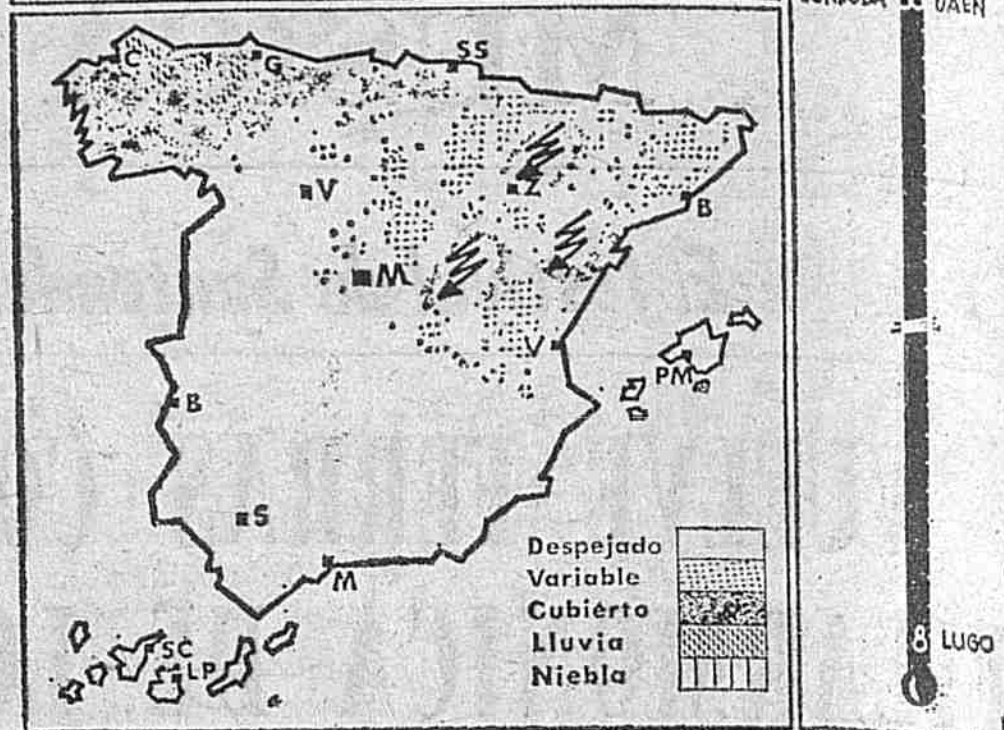 JAEN
C
G
SS
V
Z
B
M
V
PM
B
S
M
SC
LP
Despejado
Variable
Cubierto
Lluvia
Niebla
8 LUGO